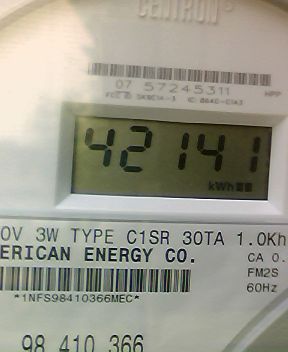 CENTRON®
07 57245311
HPP
42141
kWh
0V 3W TYPE C1SR 30TA 1.0Kh
ERICAN ENERGY CO.
CA 0.
FM2S
*1NFS98410366MEC*
60Hz
98 410 366